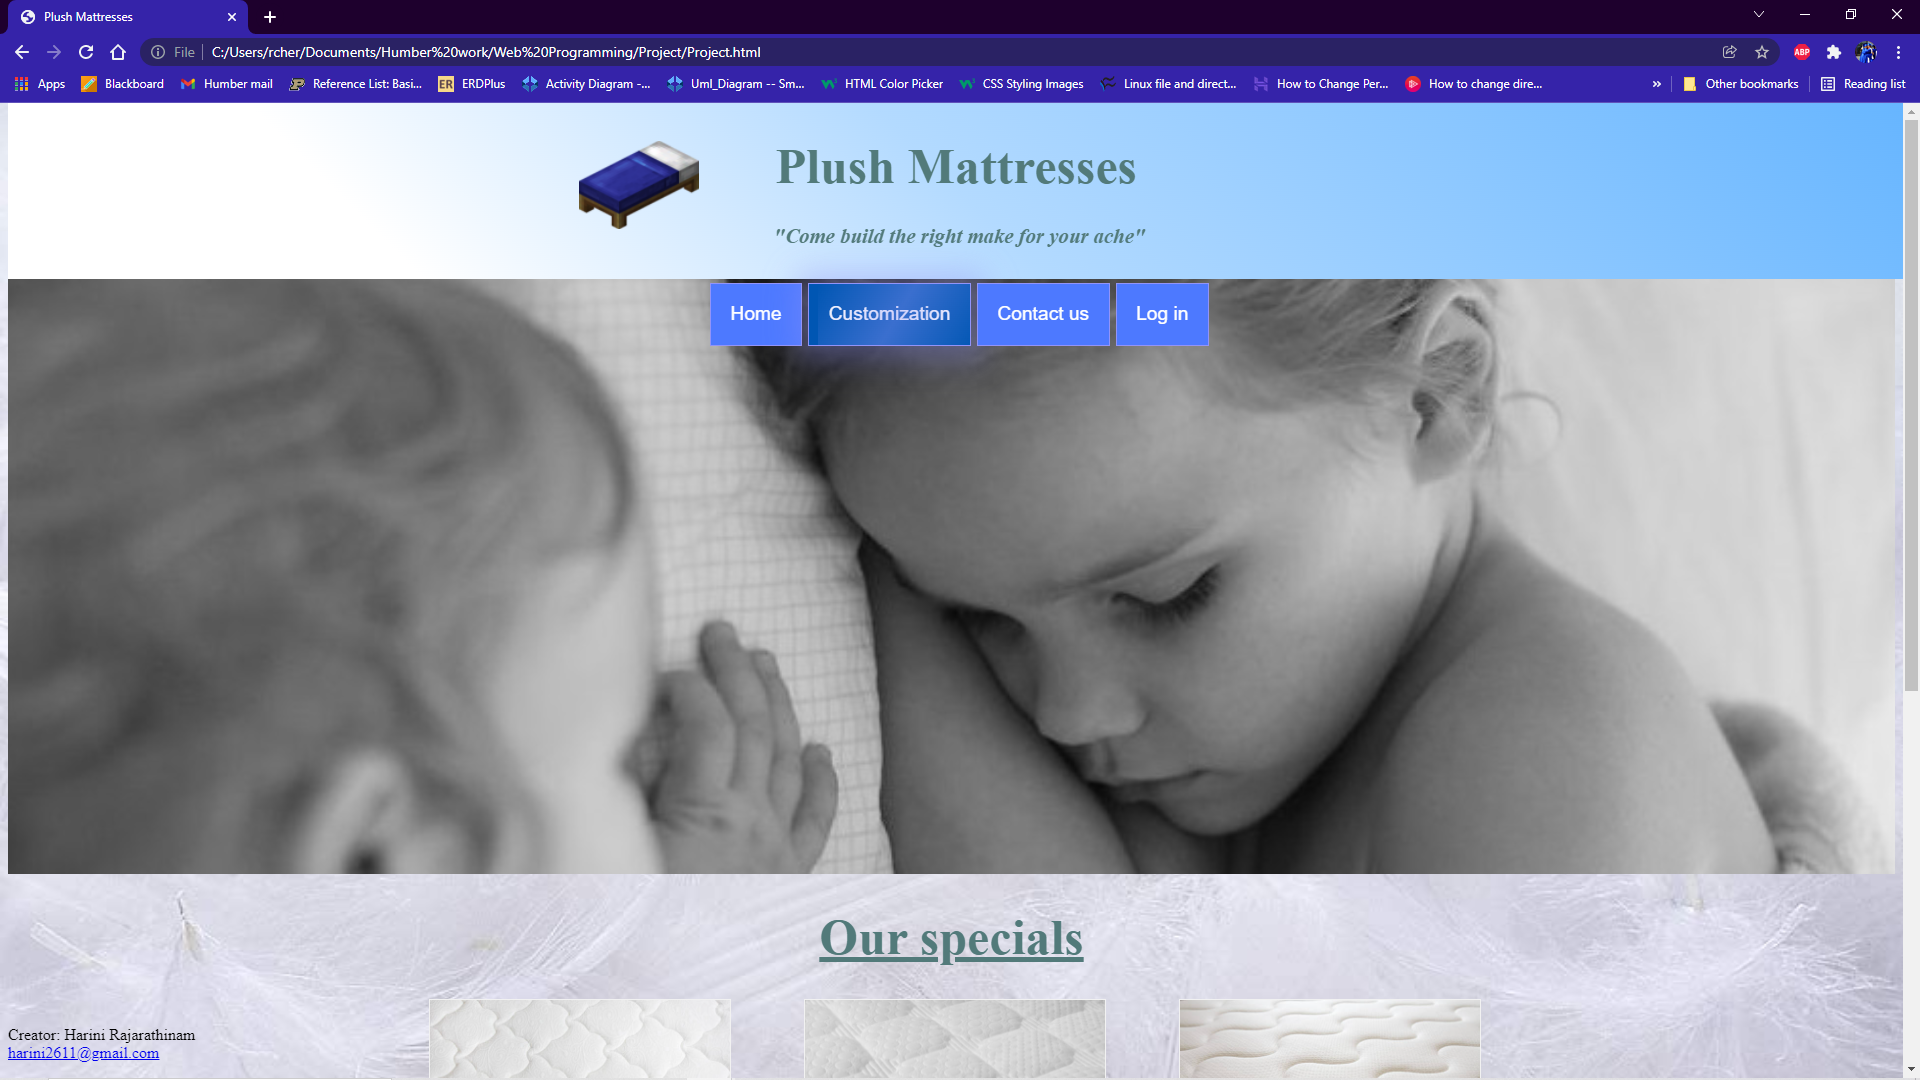 Plush Mattresses
File C:/Users/rcher/Documents/Humber%20work/Web%20Programming/Project/Project.html
ABP
Apps Blackboard Humber mail Reference List: Basi... ER ERDPlus Activity Diagram -... Uml_Diagram -- Sm... HTML Color Picker CSS Styling Images Linux file and direct... How to Change Per... How to change dire... » Other bookmarks Reading list
Plush Mattresses
"Come build the right make for your ache"
Home Customization Contact us Log in
Our specials
Creator: Harini Rajarathinam
harini2611@gmail.com